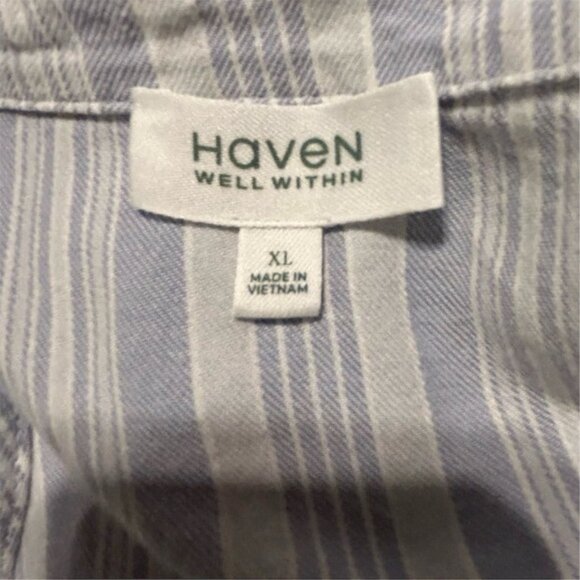 HaveN
WELL WITHIN
XL
MADE IN
VIETNAM